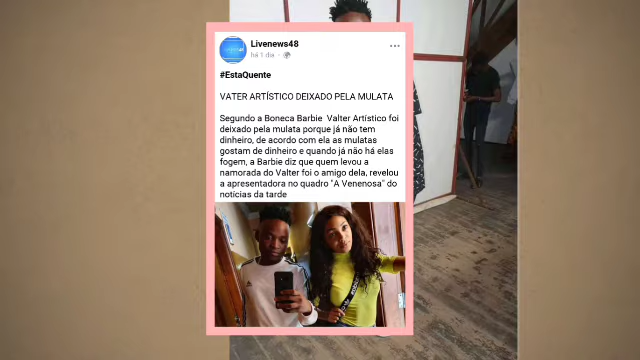 Livenews48
há 1 dia
#EstaQuente
VATER ARTÍSTICO DEIXADO PELA MULATA
Segundo a Boneca Barbie Valter Artístico foi
deixado pela mulata porque já não tem
dinheiro, de acordo com ela as mulatas
gostam de dinheiro e quando já não há elas
fogem, a Barbie diz que quem levou a
namorada do Valter foi o amigo dela, revelou
a apresentadora no quadro "A Venenosa" do
notícias da tarde